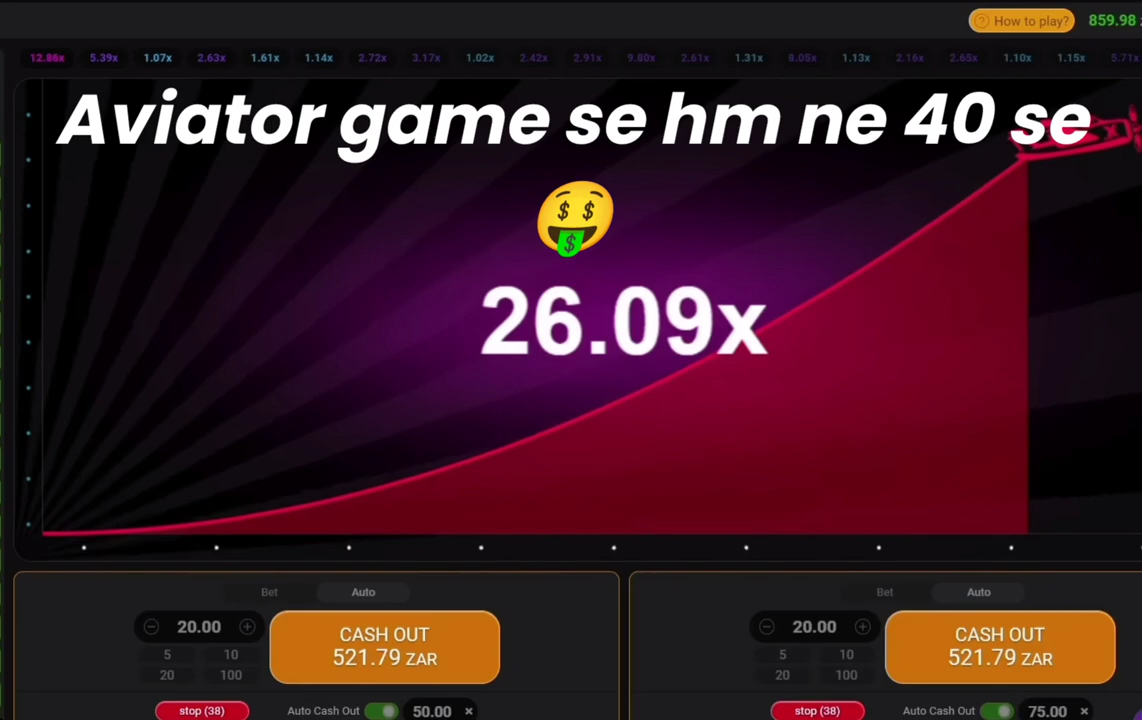 How to play?
859.98
12.86x 5.39x 1.07x 2.63x 1.61x 1.14x 2.72x 3.17x 1.02x 2.42x 2.91x 9.80x 2.61x 1.31x 8.05x 1.13x 2.16x 2.65x 1.10x 1.15x 5.71x
Aviator game se hm ne 40 se
26.09x
Bet Auto
20.00
5 10
20 100
CASH OUT
521.79 ZAR
stop (38) Auto Cash Out 50.00 ×
Bet Auto
20.00
5 10
20 100
CASH OUT
521.79 ZAR
stop (38) Auto Cash Out 75.00 ×